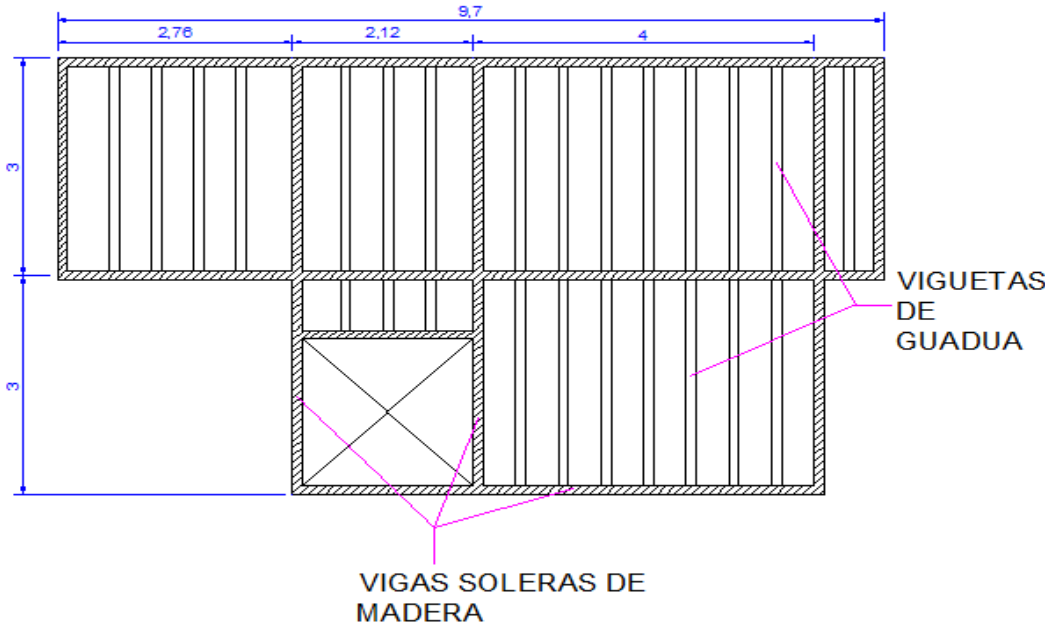 9,7
2,76
2,12
4
3
3
VIGUETAS
DE
GUADUA
VIGAS SOLERAS DE
MADERA